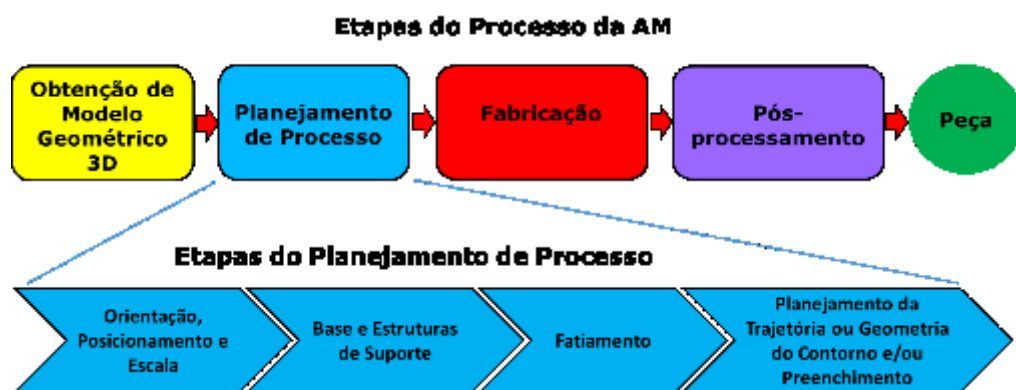 Etapas do Processo da AM
Obtenção de
Modelo
Geométrico
3D
Planejamento
de Processo
Fabricação
Pós-
processamento
Peça
Etapas do Planejamento de Processo
Orientação,
Posicionamento e
Escala
Base e Estruturas
de Suporte
Fatiamento
Planejamento da
Trajetória ou Geometria
do Contorno e/ou
Preenchimento